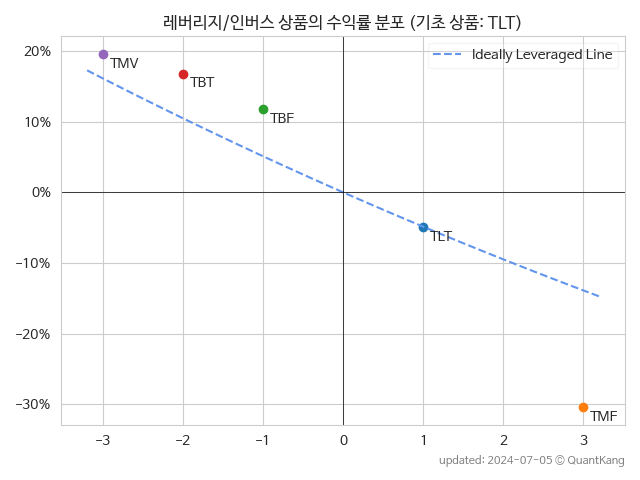 레버리지/인버스 상품의 수익률 분포 (기초 상품: TLT)
20%
10%
0%
−10%
−20%
−30%
Ideally Leveraged Line
TMV
TBT
TBF
TLT
TMF
−3
−2
−1
0
1
2
3
updated: 2024-07-05 © QuantKang